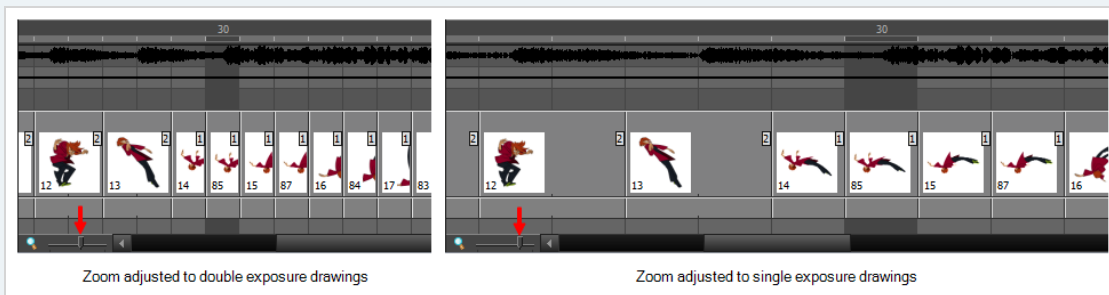 30
30
2 2 2 1 1 1 1 1 1 1
12 13 14 85 15 87 16 84 17 83
2 2 2 1 1 1 1
12 13 14 85 15 87 16
Zoom adjusted to double exposure drawings
Zoom adjusted to single exposure drawings